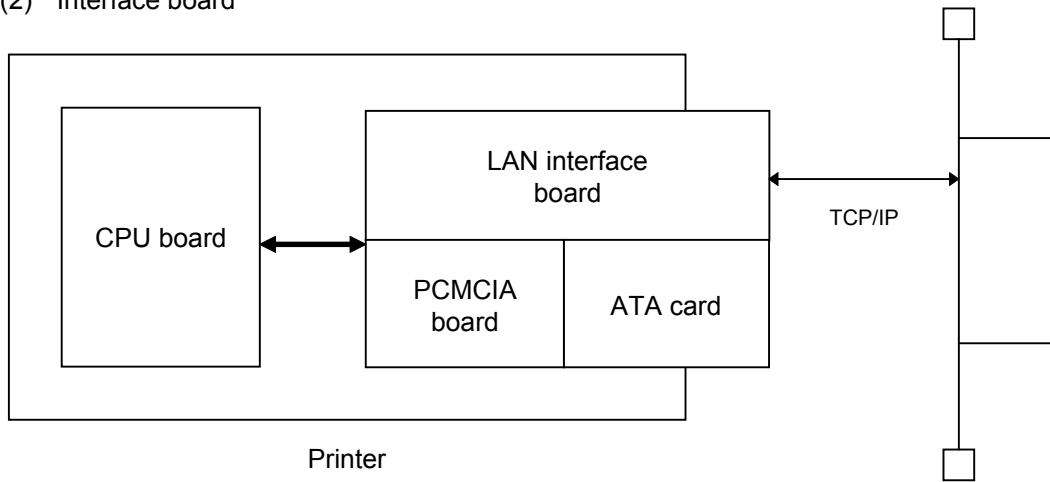 (2) Interface board
LAN interface
board
TCP/IP
CPU board
PCMCIA
board
ATA card
Printer